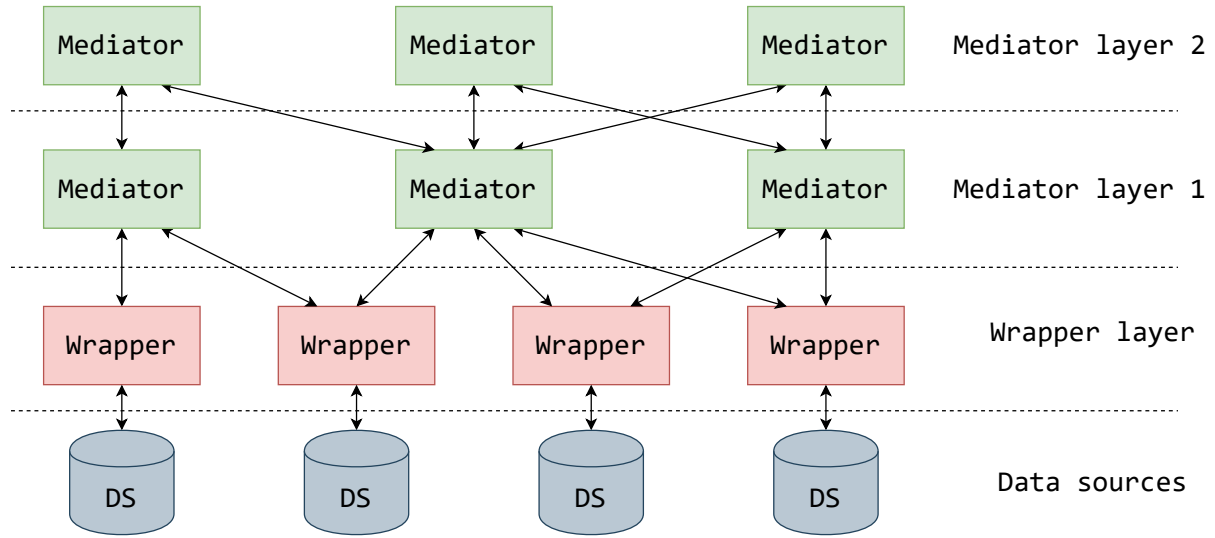 Mediator Mediator Mediator Mediator layer 2
Mediator Mediator Mediator Mediator layer 1
Wrapper Wrapper Wrapper Wrapper Wrapper layer
DS DS DS DS Data sources